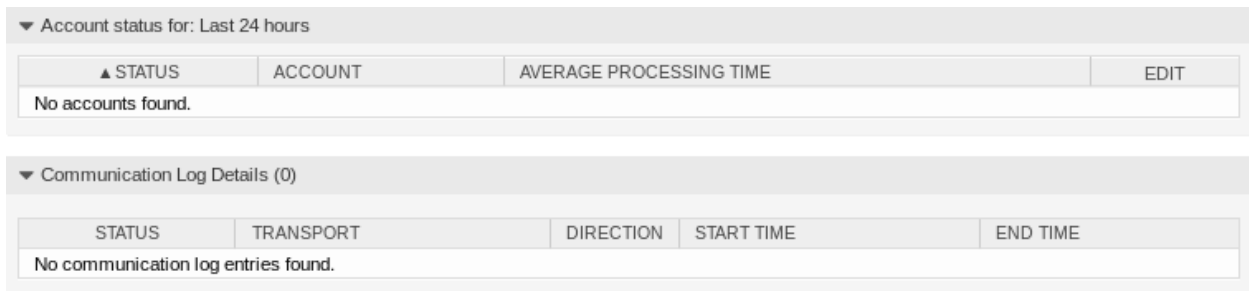 Account status for: Last 24 hours
▲ STATUS ACCOUNT AVERAGE PROCESSING TIME EDIT
No accounts found.
Communication Log Details (0)
STATUS TRANSPORT DIRECTION START TIME END TIME
No communication log entries found.